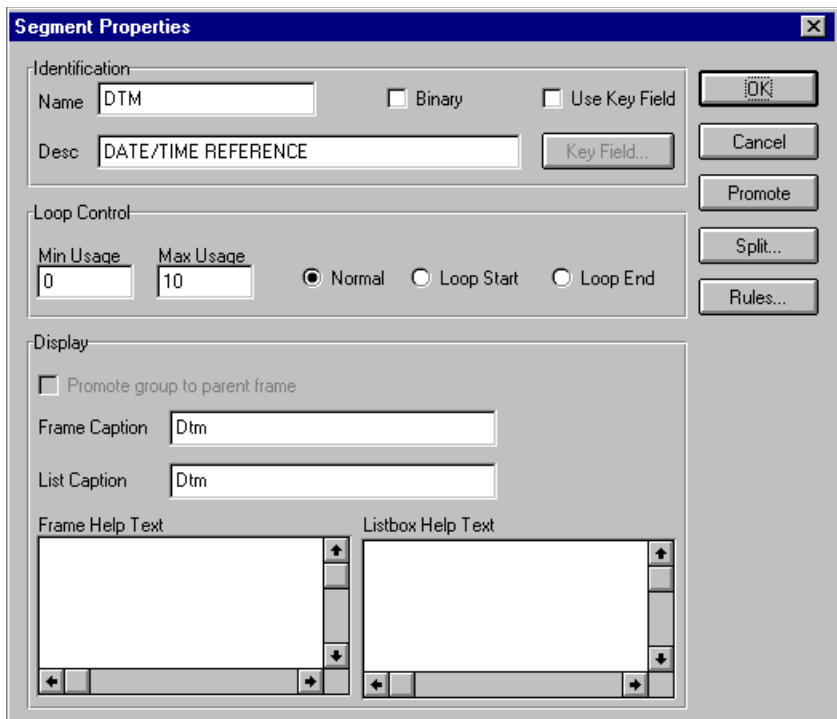 Segment Properties
Identification
Name DTM Binary Use Key Field
Desc DATE/TIME REFERENCE Key Field...
OK
Cancel
Promote
Split...
Rules...
Loop Control
Min Usage Max Usage
0 10 Normal Loop Start Loop End
Display
Promote group to parent frame
Frame Caption Dtm
List Caption Dtm
Frame Help Text Listbox Help Text